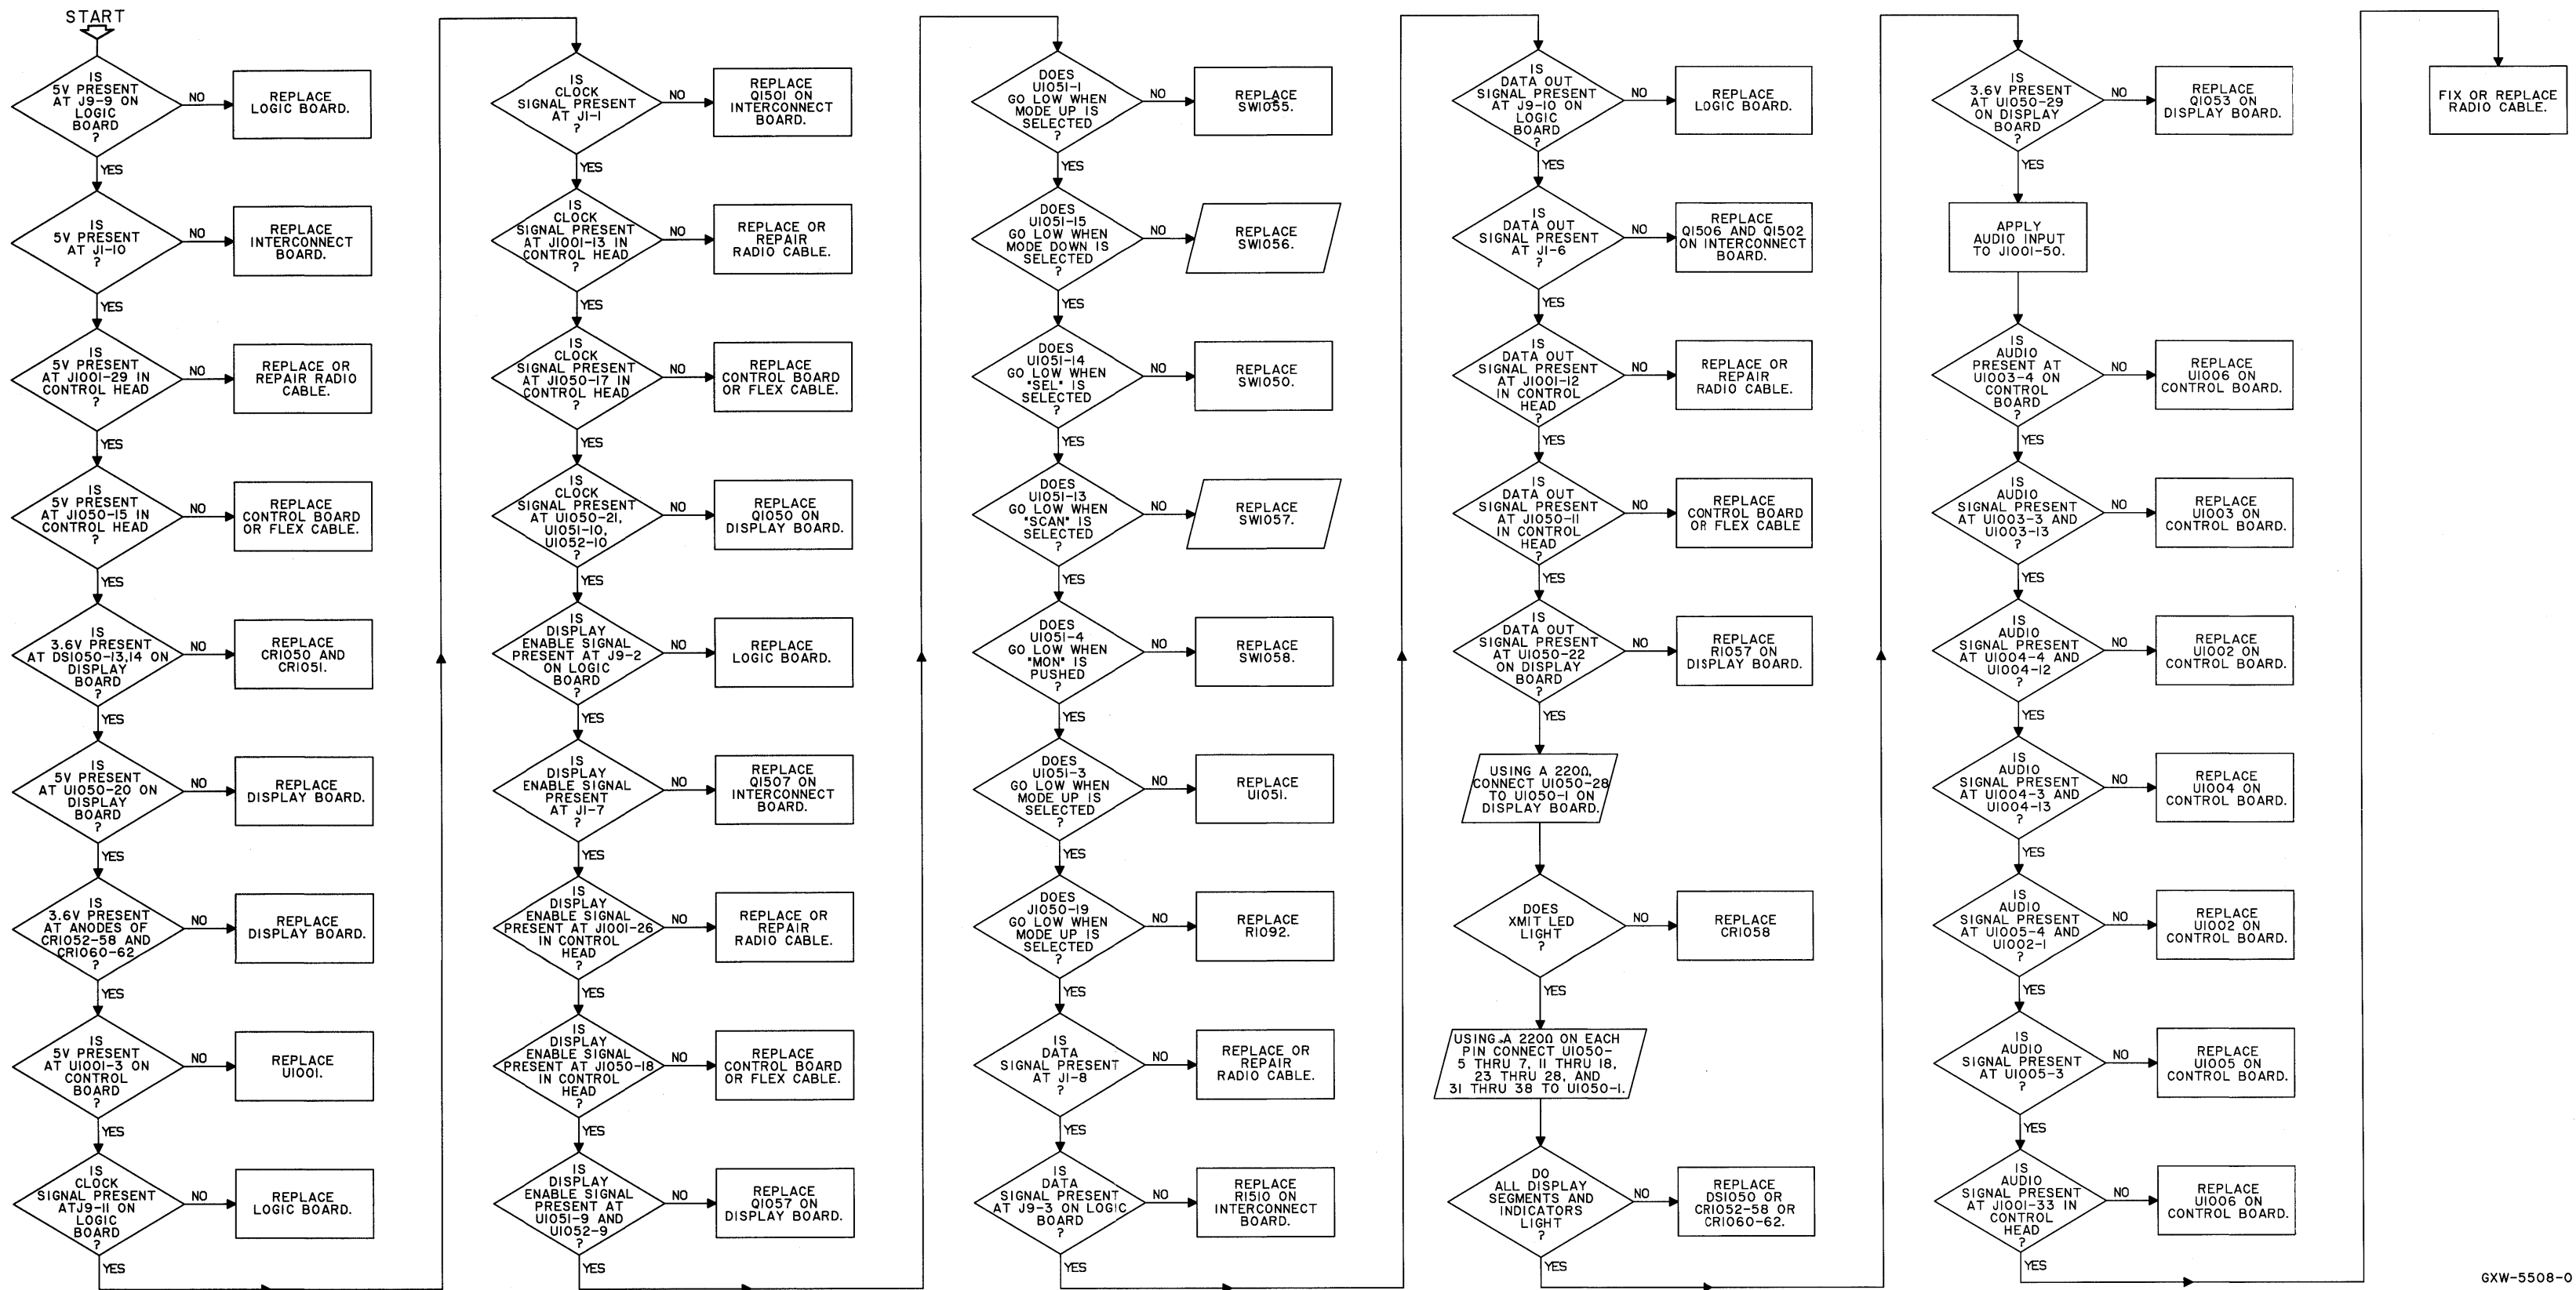 START
IS
5V PRESENT
AT J9-9 ON
LOGIC
BOARD
?
NO
REPLACE
LOGIC BOARD.
YES
IS
5V PRESENT
AT J1-10
?
NO
REPLACE
INTERCONNECT
BOARD.
YES
IS
5V PRESENT
AT J1001-29 IN
CONTROL HEAD
?
NO
REPLACE OR
REPAIR RADIO
CABLE.
YES
IS
5V PRESENT
AT J1050-15 IN
CONTROL HEAD
?
NO
REPLACE
CONTROL BOARD
OR FLEX CABLE.
YES
IS
3.6V PRESENT
AT DS1050-13,14 ON
DISPLAY
BOARD
?
NO
REPLACE
CR1050 AND
CR1051.
YES
IS
5V PRESENT
AT U1050-20 ON
DISPLAY
BOARD
?
NO
REPLACE
DISPLAY BOARD.
YES
IS
3.6V PRESENT
AT ANODES OF
CR1052-58 AND
CR1060-62
?
NO
REPLACE
DISPLAY BOARD.
YES
IS
5V PRESENT
AT U1001-3 ON
CONTROL
BOARD
?
NO
REPLACE
U1001.
YES
IS
CLOCK
SIGNAL PRESENT
ATJ9-11 ON
LOGIC
BOARD
?
NO
REPLACE
LOGIC BOARD.
YES
IS
CLOCK
SIGNAL PRESENT
AT J1-1
?
NO
REPLACE
Q1501 ON
INTERCONNECT
BOARD.
YES
IS
CLOCK
SIGNAL PRESENT
AT J1001-13 IN
CONTROL HEAD
?
NO
REPLACE OR
REPAIR
RADIO CABLE.
YES
IS
CLOCK
SIGNAL PRESENT
AT J1050-17 IN
CONTROL HEAD
?
NO
REPLACE
CONTROL BOARD
OR FLEX CABLE.
YES
IS
CLOCK
SIGNAL PRESENT
AT U1050-21,
U1051-10,
U1052-10
?
NO
REPLACE
Q1050 ON
DISPLAY BOARD.
YES
IS
DISPLAY
ENABLE SIGNAL
PRESENT AT J9-2
ON LOGIC
BOARD
?
NO
REPLACE
LOGIC BOARD.
YES
IS
DISPLAY
ENABLE SIGNAL
PRESENT
AT J1-7
?
NO
REPLACE
Q1507 ON
INTERCONNECT
BOARD.
YES
IS
DISPLAY
ENABLE SIGNAL
PRESENT AT J1001-26
IN CONTROL
HEAD
?
NO
REPLACE OR
REPAIR
RADIO CABLE.
YES
IS
DISPLAY
ENABLE SIGNAL
PRESENT AT J1050-18
IN CONTROL
HEAD
?
NO
REPLACE
CONTROL BOARD
OR FLEX CABLE.
YES
IS
DISPLAY
ENABLE SIGNAL
PRESENT AT
U1051-9 AND
U1052-9
?
NO
REPLACE
Q1057 ON
DISPLAY BOARD.
YES
DOES
U1051-1
GO LOW WHEN
MODE UP IS
SELECTED
?
NO
REPLACE
SW1055.
YES
DOES
U1051-15
GO LOW WHEN
MODE DOWN IS
SELECTED
?
NO
REPLACE
SW1056.
YES
DOES
U1051-14
GO LOW WHEN
"SEL" IS
SELECTED
?
NO
REPLACE
SW1050.
YES
DOES
U1051-13
GO LOW WHEN
"SCAN" IS
SELECTED
?
NO
REPLACE
SW1057.
YES
DOES
U1051-4
GO LOW WHEN
"MON" IS
PUSHED
?
NO
REPLACE
SW1058.
YES
DOES
U1051-3
GO LOW WHEN
MODE UP IS
SELECTED
?
NO
REPLACE
U1051.
YES
DOES
J1050-19
GO LOW WHEN
MODE UP IS
SELECTED
?
NO
REPLACE
R1092.
YES
IS
DATA
SIGNAL PRESENT
AT J1-8
?
NO
REPLACE OR
REPAIR
RADIO CABLE.
YES
IS
DATA
SIGNAL PRESENT
AT J9-3 ON LOGIC
BOARD
?
NO
REPLACE
R1510 ON
INTERCONNECT
BOARD.
YES
IS
DATA OUT
SIGNAL PRESENT
AT J9-10 ON
LOGIC
BOARD
?
NO
REPLACE
LOGIC BOARD.
YES
IS
DATA OUT
SIGNAL PRESENT
AT J1-6
?
NO
REPLACE
Q1506 AND Q1502
ON INTERCONNECT
BOARD.
YES
IS
DATA OUT
SIGNAL PRESENT
AT J1001-12
IN CONTROL
HEAD
?
NO
REPLACE OR
REPAIR
RADIO CABLE.
YES
IS
DATA OUT
SIGNAL PRESENT
AT J1050-11
IN CONTROL
HEAD
?
NO
REPLACE
CONTROL BOARD
OR FLEX CABLE
YES
IS
DATA OUT
SIGNAL PRESENT
AT U1050-22
ON DISPLAY
BOARD
?
NO
REPLACE
R1057 ON
DISPLAY BOARD.
YES
USING A 220Ω,
CONNECT U1050-28
TO U1050-1 ON
DISPLAY BOARD.
DOES
XMIT LED
LIGHT
?
NO
REPLACE
CR1058
YES
USING A 220Ω ON EACH
PIN CONNECT U1050-
5 THRU 7, 11 THRU 18,
23 THRU 28, AND
31 THRU 38 TO U1050-1.
DO
ALL DISPLAY
SEGMENTS AND
INDICATORS
LIGHT
?
NO
REPLACE
DS1050 OR
CR1052-58 OR
CR1060-62.
YES
IS
3.6V PRESENT
AT U1050-29
ON DISPLAY
BOARD
?
NO
REPLACE
Q1053 ON
DISPLAY BOARD.
YES
APPLY
AUDIO INPUT
TO J1001-50.
IS
AUDIO
PRESENT AT
U1003-4 ON
CONTROL
BOARD
?
NO
REPLACE
U1006 ON
CONTROL BOARD.
YES
IS
AUDIO
SIGNAL PRESENT
AT U1003-3 AND
U1003-13
?
NO
REPLACE
U1003 ON
CONTROL BOARD.
YES
IS
AUDIO
SIGNAL PRESENT
AT U1004-4 AND
U1004-12
?
NO
REPLACE
U1002 ON
CONTROL BOARD.
YES
IS
AUDIO
SIGNAL PRESENT
AT U1004-3 AND
U1004-13
?
NO
REPLACE
U1004 ON
CONTROL BOARD.
YES
IS
AUDIO
SIGNAL PRESENT
AT U1005-4 AND
U1002-1
?
NO
REPLACE
U1002 ON
CONTROL BOARD.
YES
IS
AUDIO
SIGNAL PRESENT
AT U1005-3
?
NO
REPLACE
U1005 ON
CONTROL BOARD.
YES
IS
AUDIO
SIGNAL PRESENT
AT J1001-33 IN
CONTROL
HEAD
?
NO
REPLACE
U1006 ON
CONTROL BOARD.
YES
FIX OR REPLACE
RADIO CABLE.
GXW-5508-0